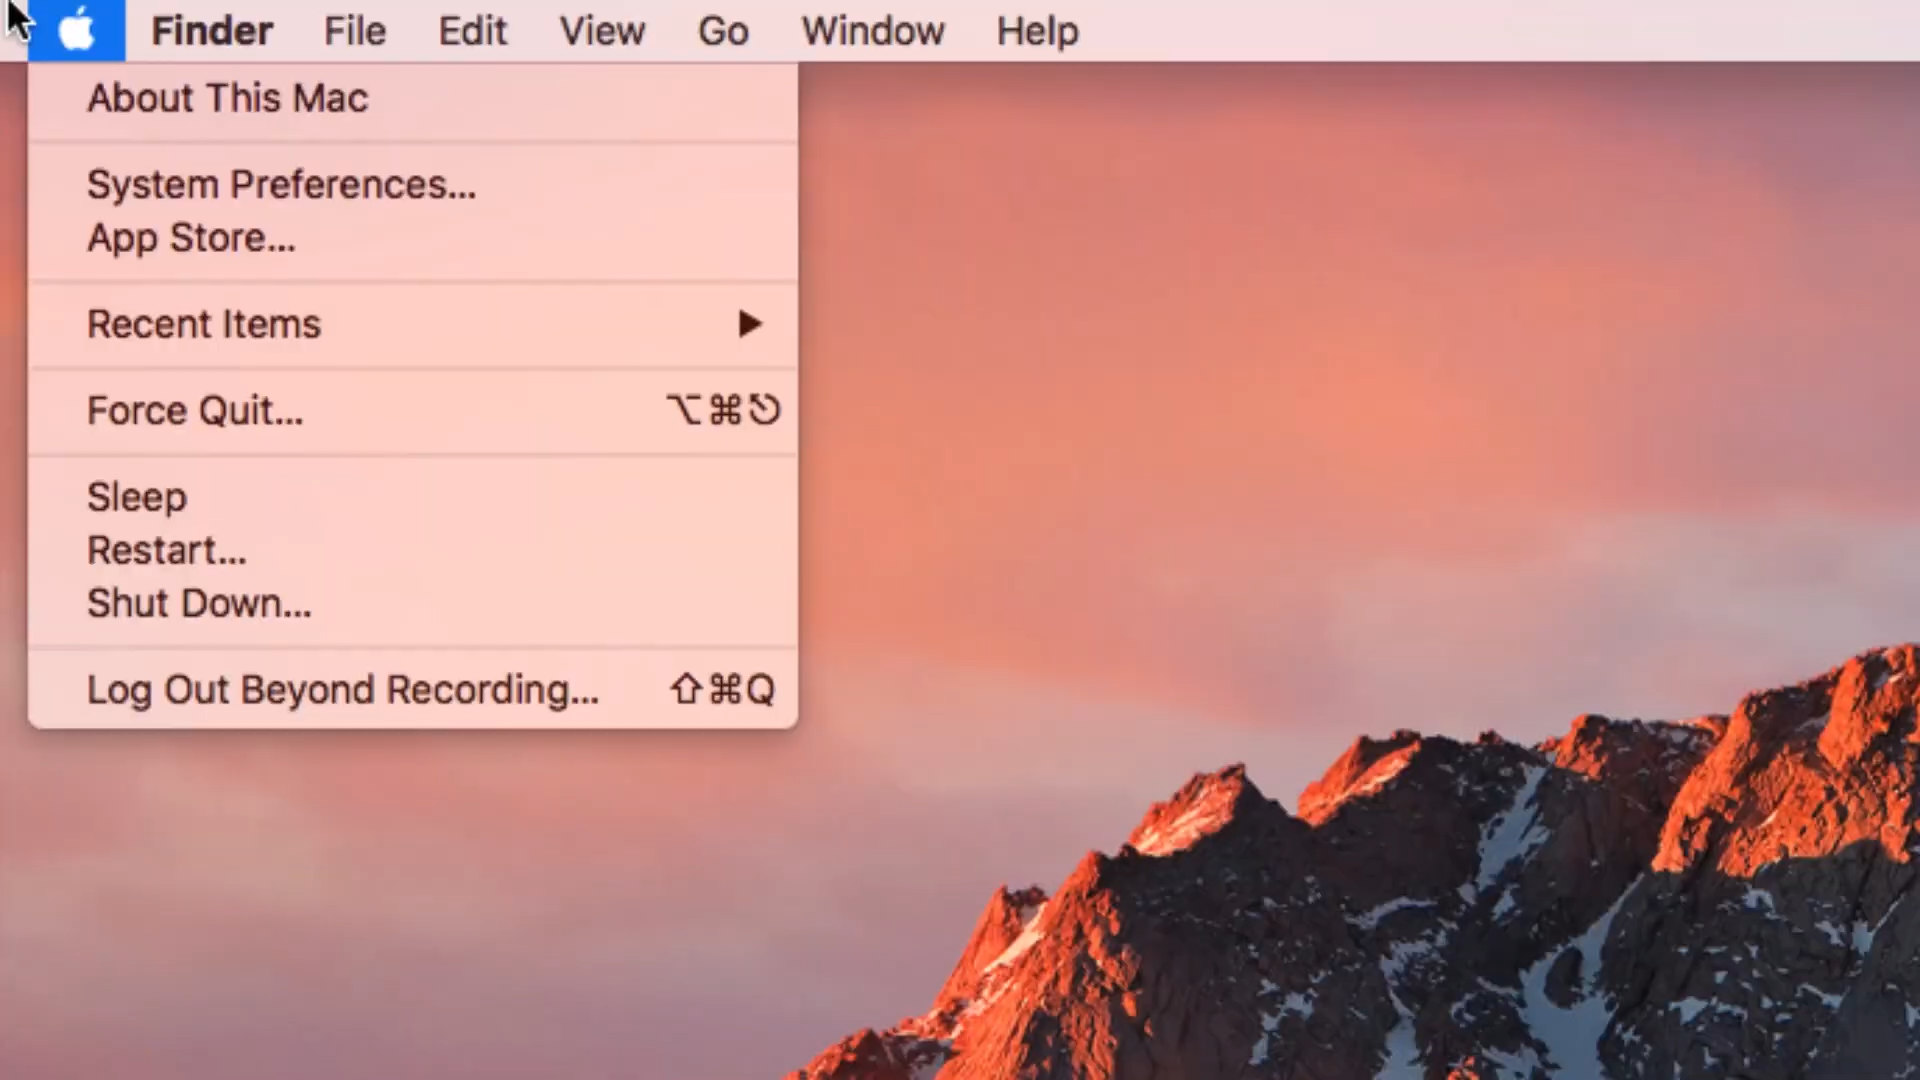 Finder File Edit View Go Window Help
About This Mac
System Preferences...
App Store...
Recent Items ▶
Force Quit... ⌥⌘⎋
Sleep
Restart...
Shut Down...
Log Out Beyond Recording... ⇧⌘Q